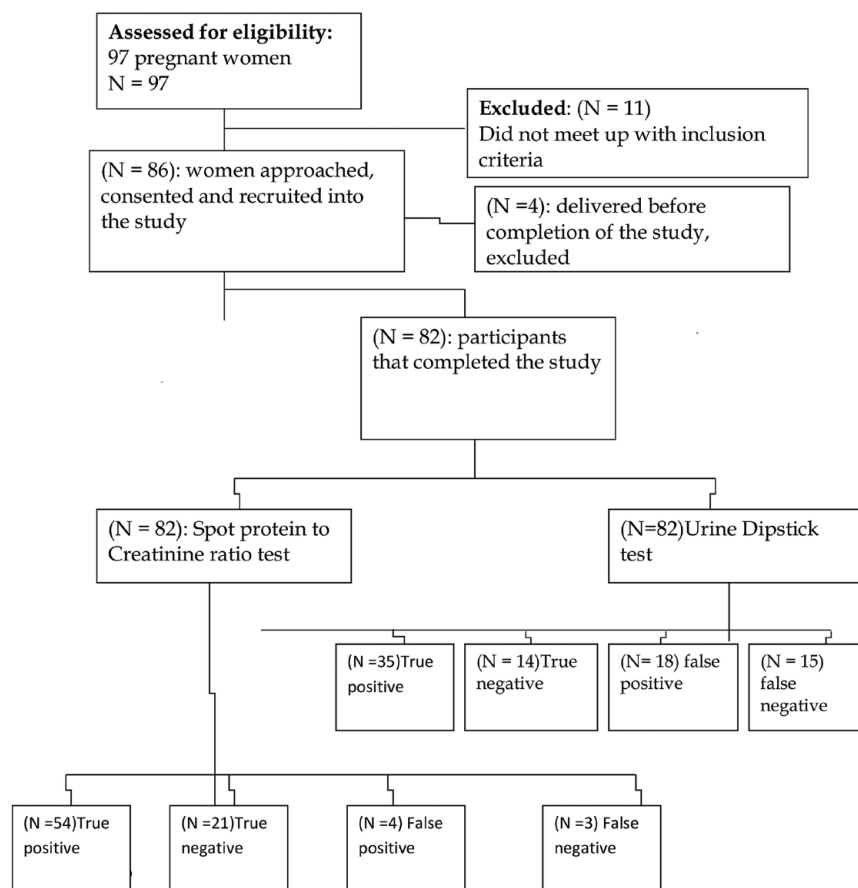 Assessed for eligibility:
97 pregnant women
N = 97
Excluded: (N = 11)
Did not meet up with inclusion
criteria
(N = 86): women approached,
consented and recruited into
the study
(N =4): delivered before
completion of the study,
excluded
(N = 82): participants
that completed the study
(N = 82): Spot protein to
Creatinine ratio test
(N=82)Urine Dipstick
test
(N =35)True
positive
(N = 14)True
negative
(N= 18) false
positive
(N = 15)
false
negative
(N =54)True
positive
(N =21)True
negative
(N =4) False
positive
(N =3) False
negative